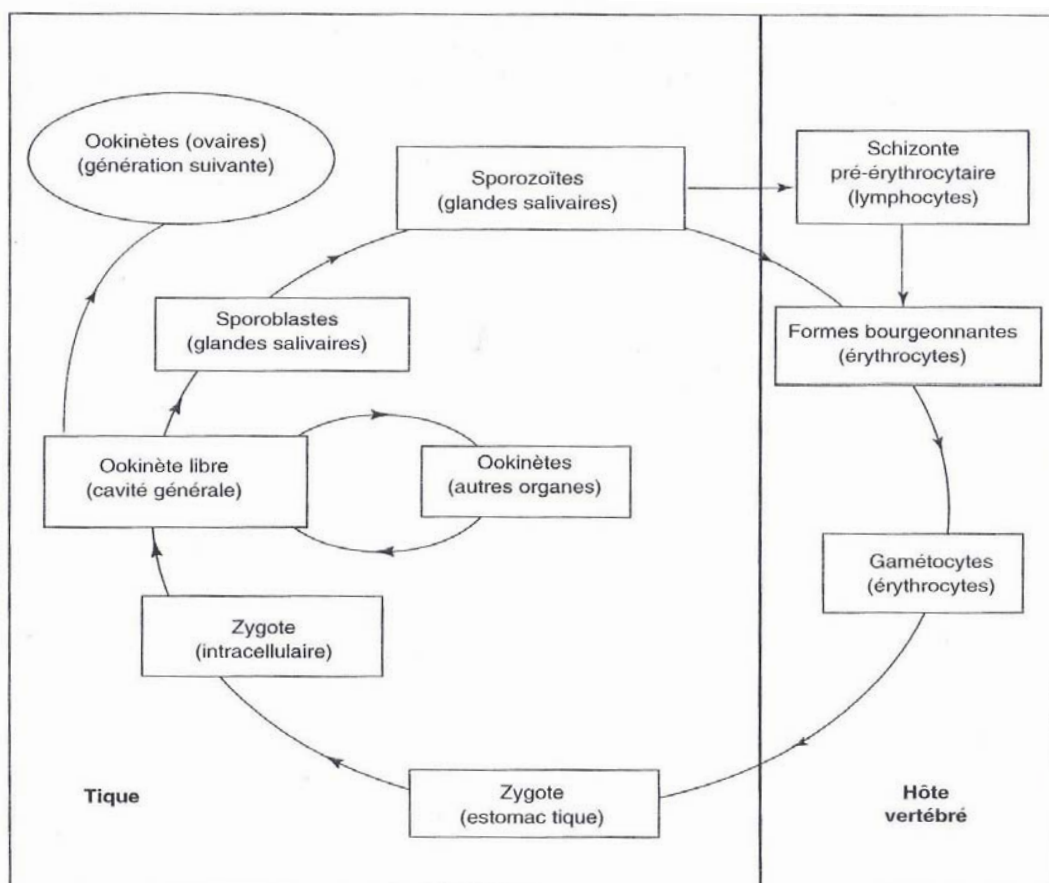 Ookinètes (ovaires)
(génération suivante)
Sporozoïtes
(glandes salivaires)
Schizonte
pré-érythrocytaire
(lymphocytes)
Sporoblastes
(glandes salivaires)
Formes bourgeonnantes
(érythrocytes)
Ookinète libre
(cavité générale)
Ookinètes
(autres organes)
Gamétocytes
(érythrocytes)
Zygote
(intracellulaire)
Tique
Zygote
(estomac tique)
Hôte
vertébré